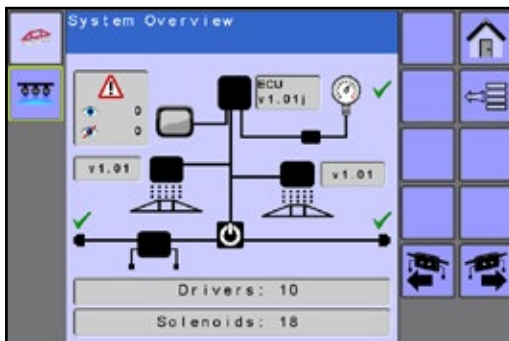 System Overview
ECU
v1.01j
0
0
v1.01
v1.01
Drivers: 10
Solenoids: 18